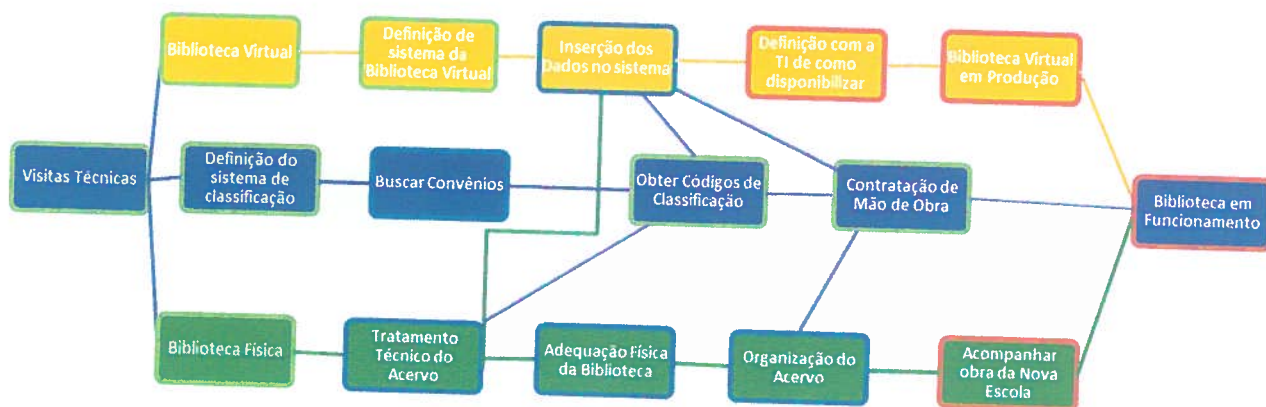 Biblioteca Virtual
Definição de
sistema da
Biblioteca Virtual
Inserção dos
Dados no sistema
Definição com a
TI de como
disponibilizar
Biblioteca Virtual
em Produção
Visitas Técnicas
Definição do
sistema de
classificação
Buscar Convênios
Obter Códigos de
Classificação
Contratação de
Mão de Obra
Biblioteca em
Funcionamento
Biblioteca Física
Tratamento
Técnico do
Acervo
Adequação Física
da Biblioteca
Organização do
Acervo
Acompanhar
obra da Nova
Escola